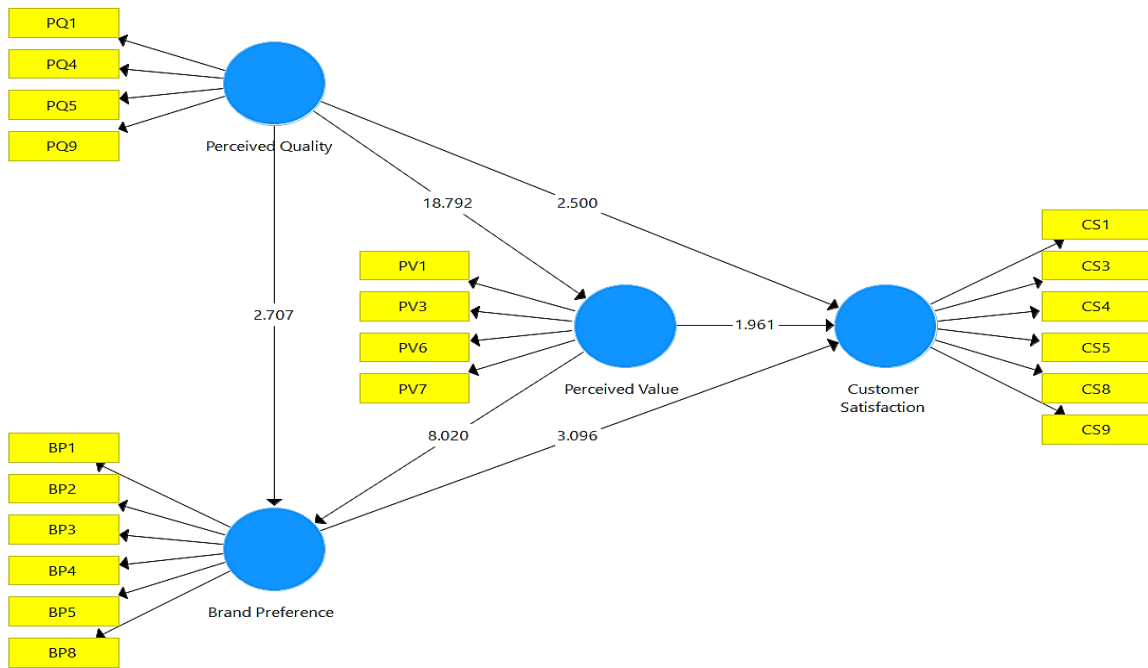 PQ1
PQ4
PQ5
PQ9
Perceived Quality
18.792
2.500
2.707
PV1
PV3
PV6
PV7
Perceived Value
1.961
CS1
CS3
CS4
CS5
CS8
CS9
Customer
Satisfaction
8.020
3.096
BP1
BP2
BP3
BP4
BP5
BP8
Brand Preference